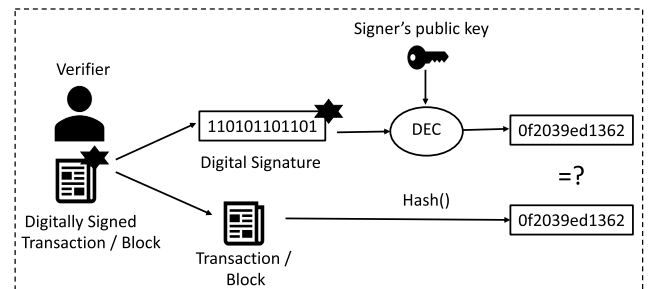 Signer's public key
Verifier
110101101101
DEC
0f2039ed1362
Digital Signature
=?
Hash()
Digitally Signed
Transaction / Block
0f2039ed1362
Transaction /
Block